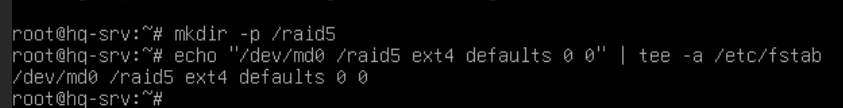 root@hq-srv:~# mkdir -p /raid5
root@hq-srv:~# echo "/dev/md0 /raid5 ext4 defaults 0 0" | tee -a /etc/fstab
/dev/md0 /raid5 ext4 defaults 0 0
root@hq-srv:~#